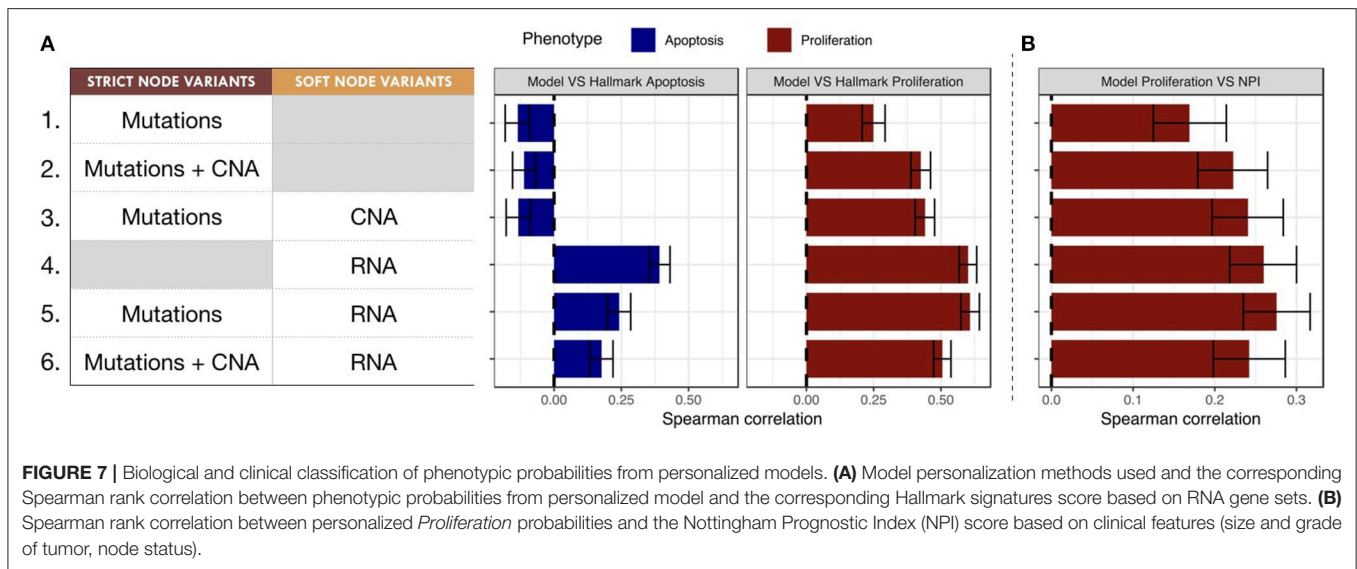 A
Phenotype Apoptosis Proliferation
B
STRICT NODE VARIANTS SOFT NODE VARIANTS
Model VS Hallmark Apoptosis Model VS Hallmark Proliferation Model Proliferation VS NPI
1. Mutations
2. Mutations + CNA
3. Mutations CNA
4. RNA
5. Mutations RNA
6. Mutations + CNA RNA
0.00 0.25 0.50 0.00 0.25 0.50 0.0 0.1 0.2 0.3
Spearman correlation Spearman correlation
FIGURE 7 | Biological and clinical classification of phenotypic probabilities from personalized models. (A) Model personalization methods used and the corresponding
Spearman rank correlation between phenotypic probabilities from personalized model and the corresponding Hallmark signatures score based on RNA gene sets. (B)
Spearman rank correlation between personalized Proliferation probabilities and the Nottingham Prognostic Index (NPI) score based on clinical features (size and grade
of tumor, node status).